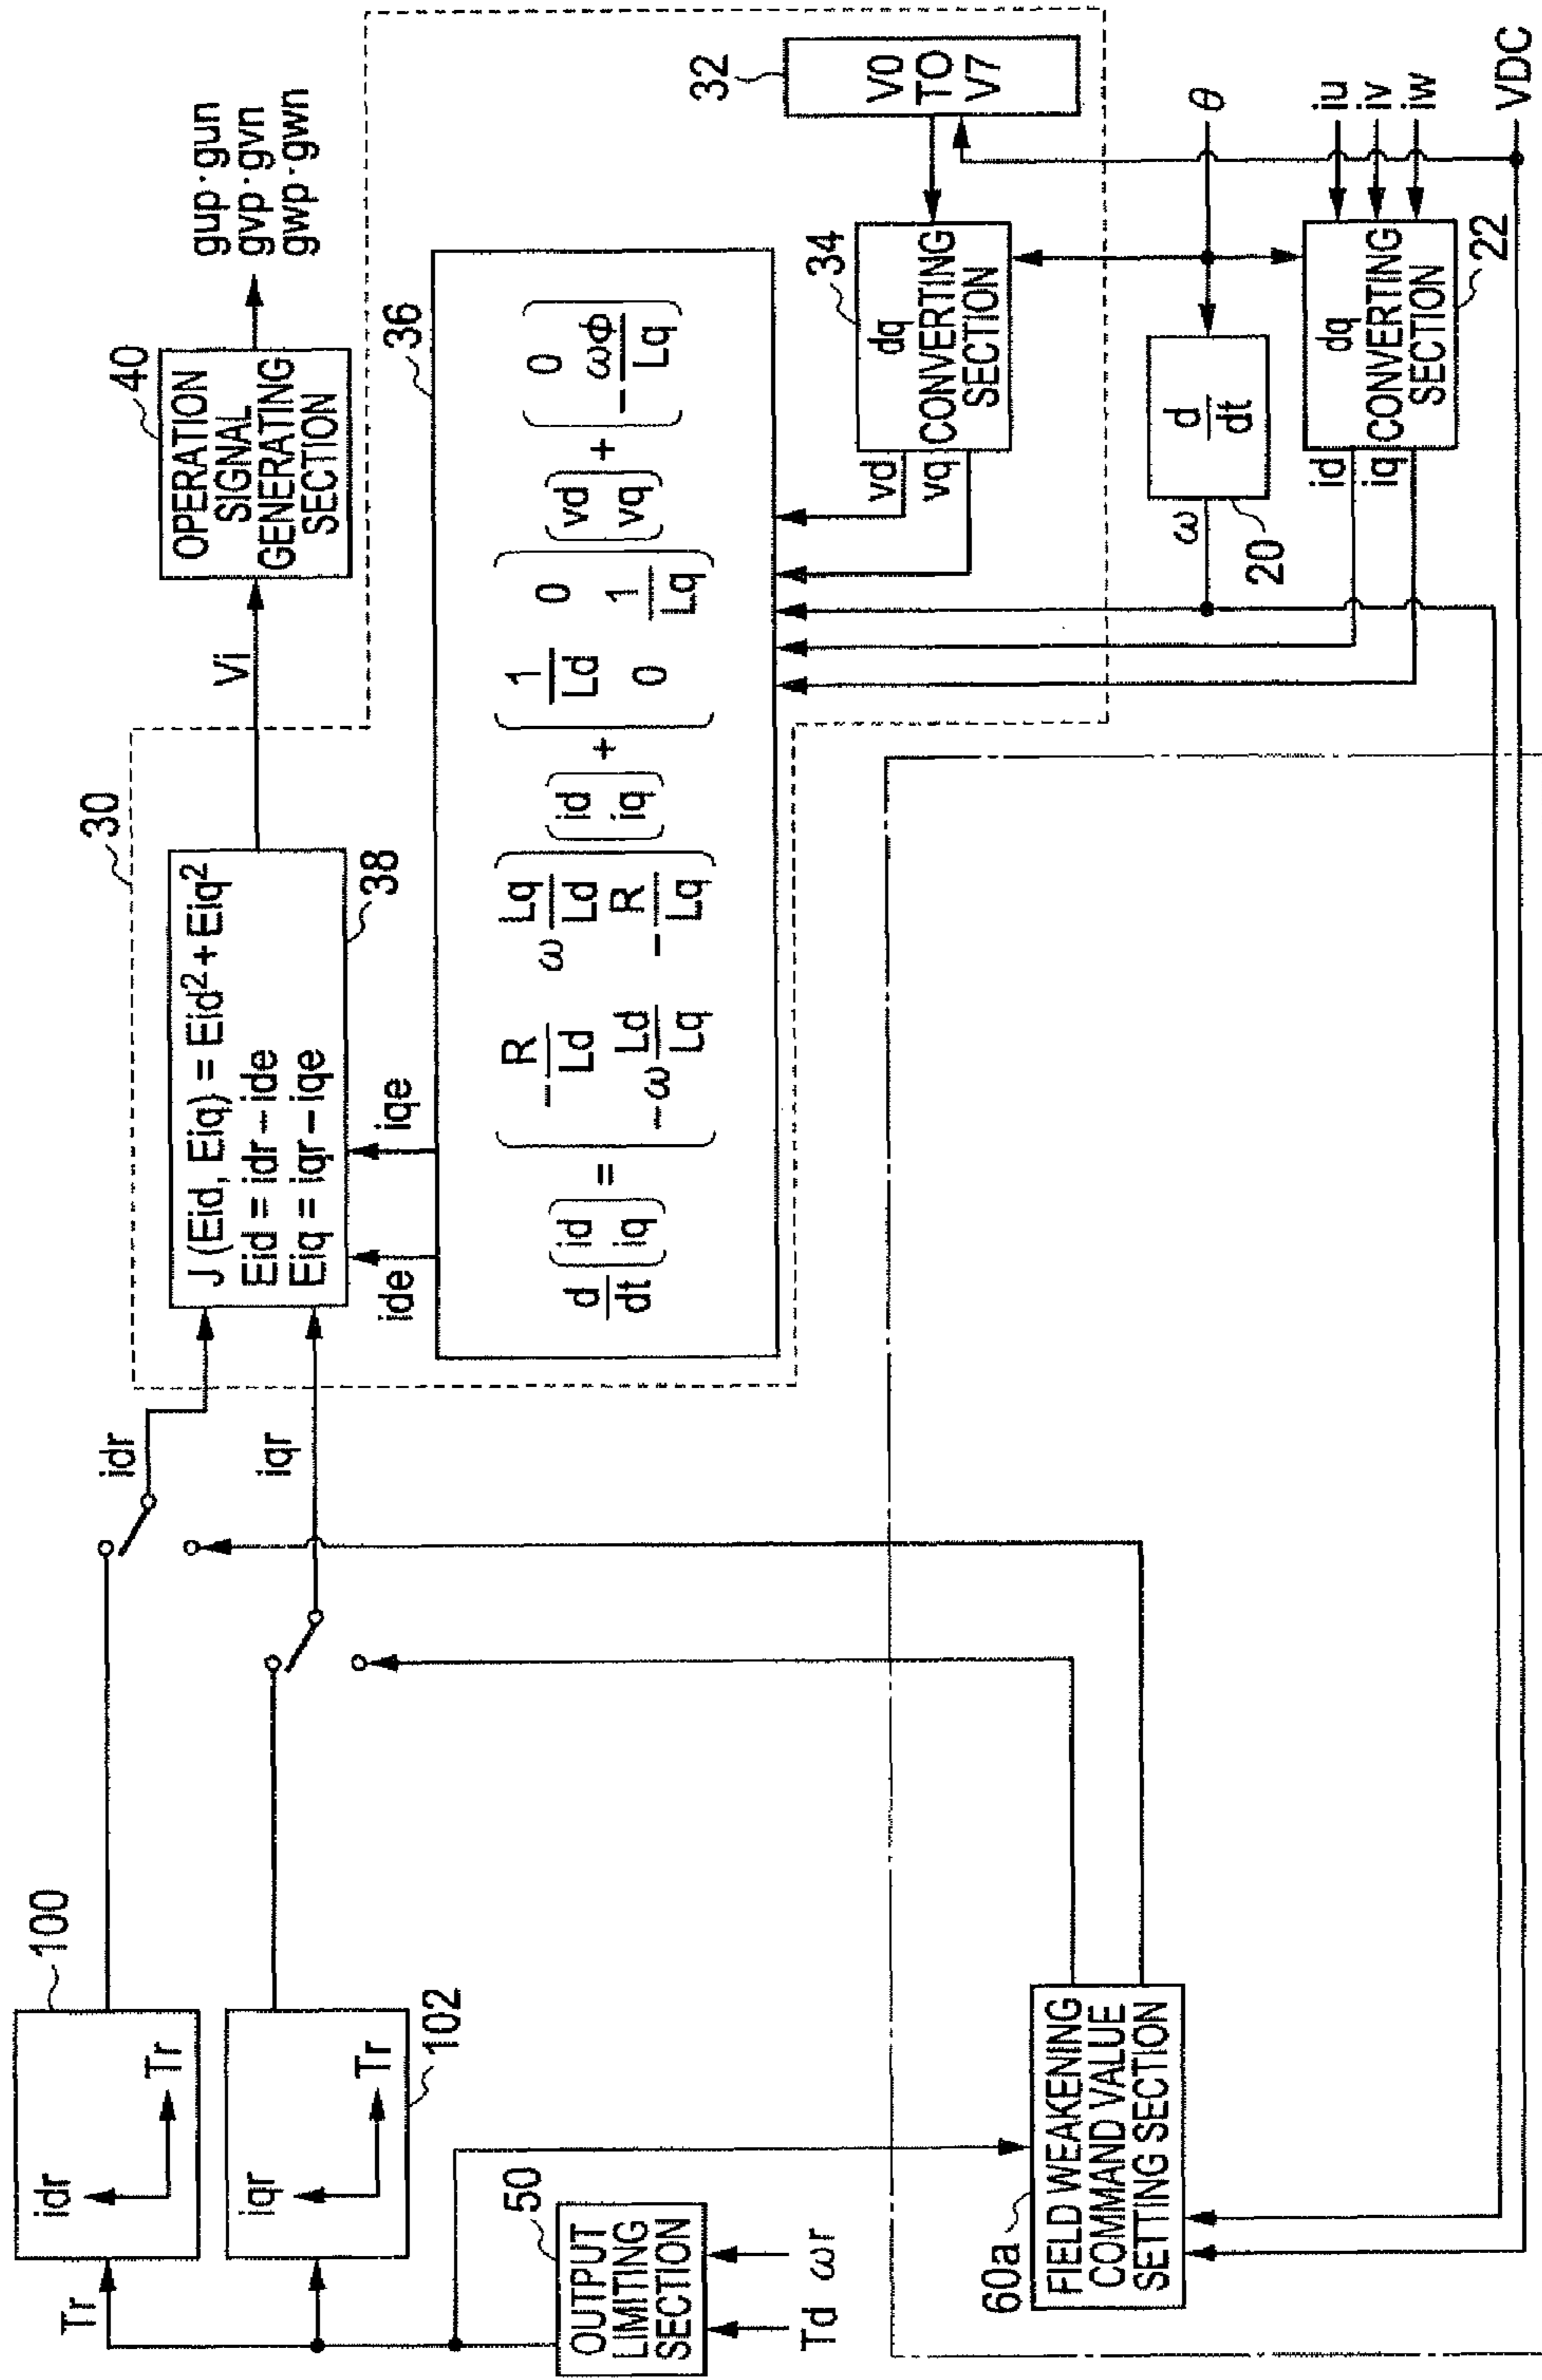 100
idr
Tr
Tr
iqr
Tr
102
50
OUTPUT
LIMITING
SECTION
Td ωr
60a
FIELD WEAKENING
COMMAND VALUE
SETTING SECTION
idr
iqr
30
J (Eid, Eiq) = Eid² + Eiq²
Eid = idr − ide
Eiq = iqr − iqe
38
Vi
40
OPERATION
SIGNAL
GENERATING
SECTION
gup·gun
gvp·gvn
gwp·gwn
ide
iqe
36
d/dt (id iq) = (−R/Ld ω Lq/Ld −ω Ld/Lq −R/Lq) (id iq) + (1/Ld 0 0 1/Lq) (vd vq) + (0 −ωϕ/Lq)
32
V0
TO
V7
34
dq
CONVERTING
SECTION
vd
vq
θ
d
dt
20
ω
dq
CONVERTING
SECTION
22
id
iq
iu
iv
iw
VDC